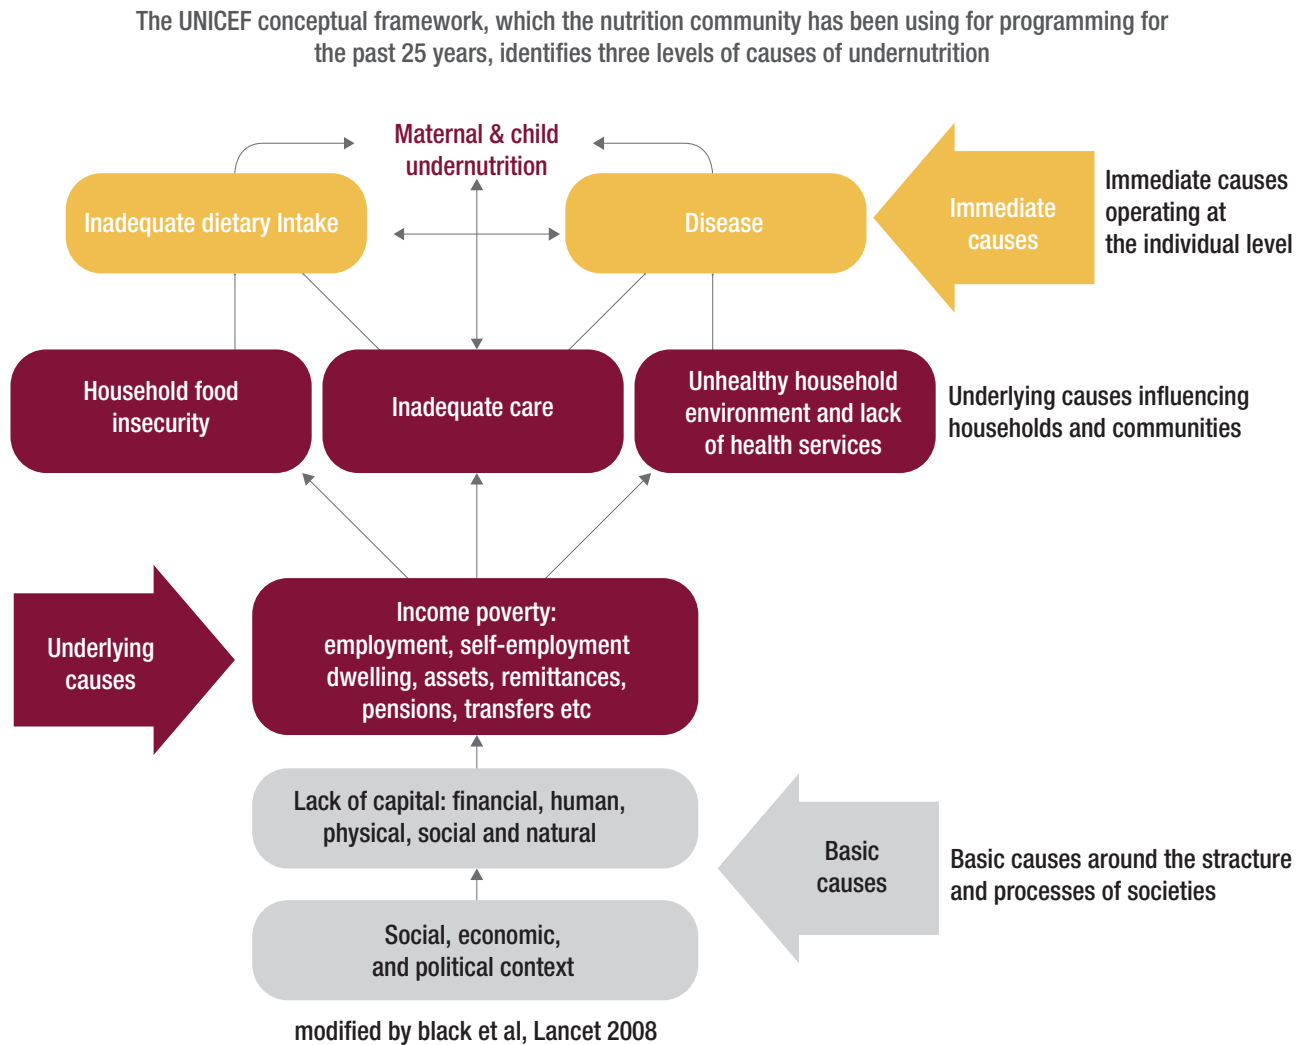 The UNICEF conceptual framework, which the nutrition community has been using for programming for
the past 25 years, identifies three levels of causes of undernutrition
Maternal & child
undernutrition
Inadequate dietary Intake
Disease
Immediate
causes
Immediate causes
operating at
the individual level
Household food
insecurity
Inadequate care
Unhealthy household
environment and lack
of health services
Underlying causes influencing
households and communities
Underlying
causes
Income poverty:
employment, self-employment
dwelling, assets, remittances,
pensions, transfers etc
Lack of capital: financial, human,
physical, social and natural
Basic
causes
Basic causes around the stracture
and processes of societies
Social, economic,
and political context
modified by black et al, Lancet 2008